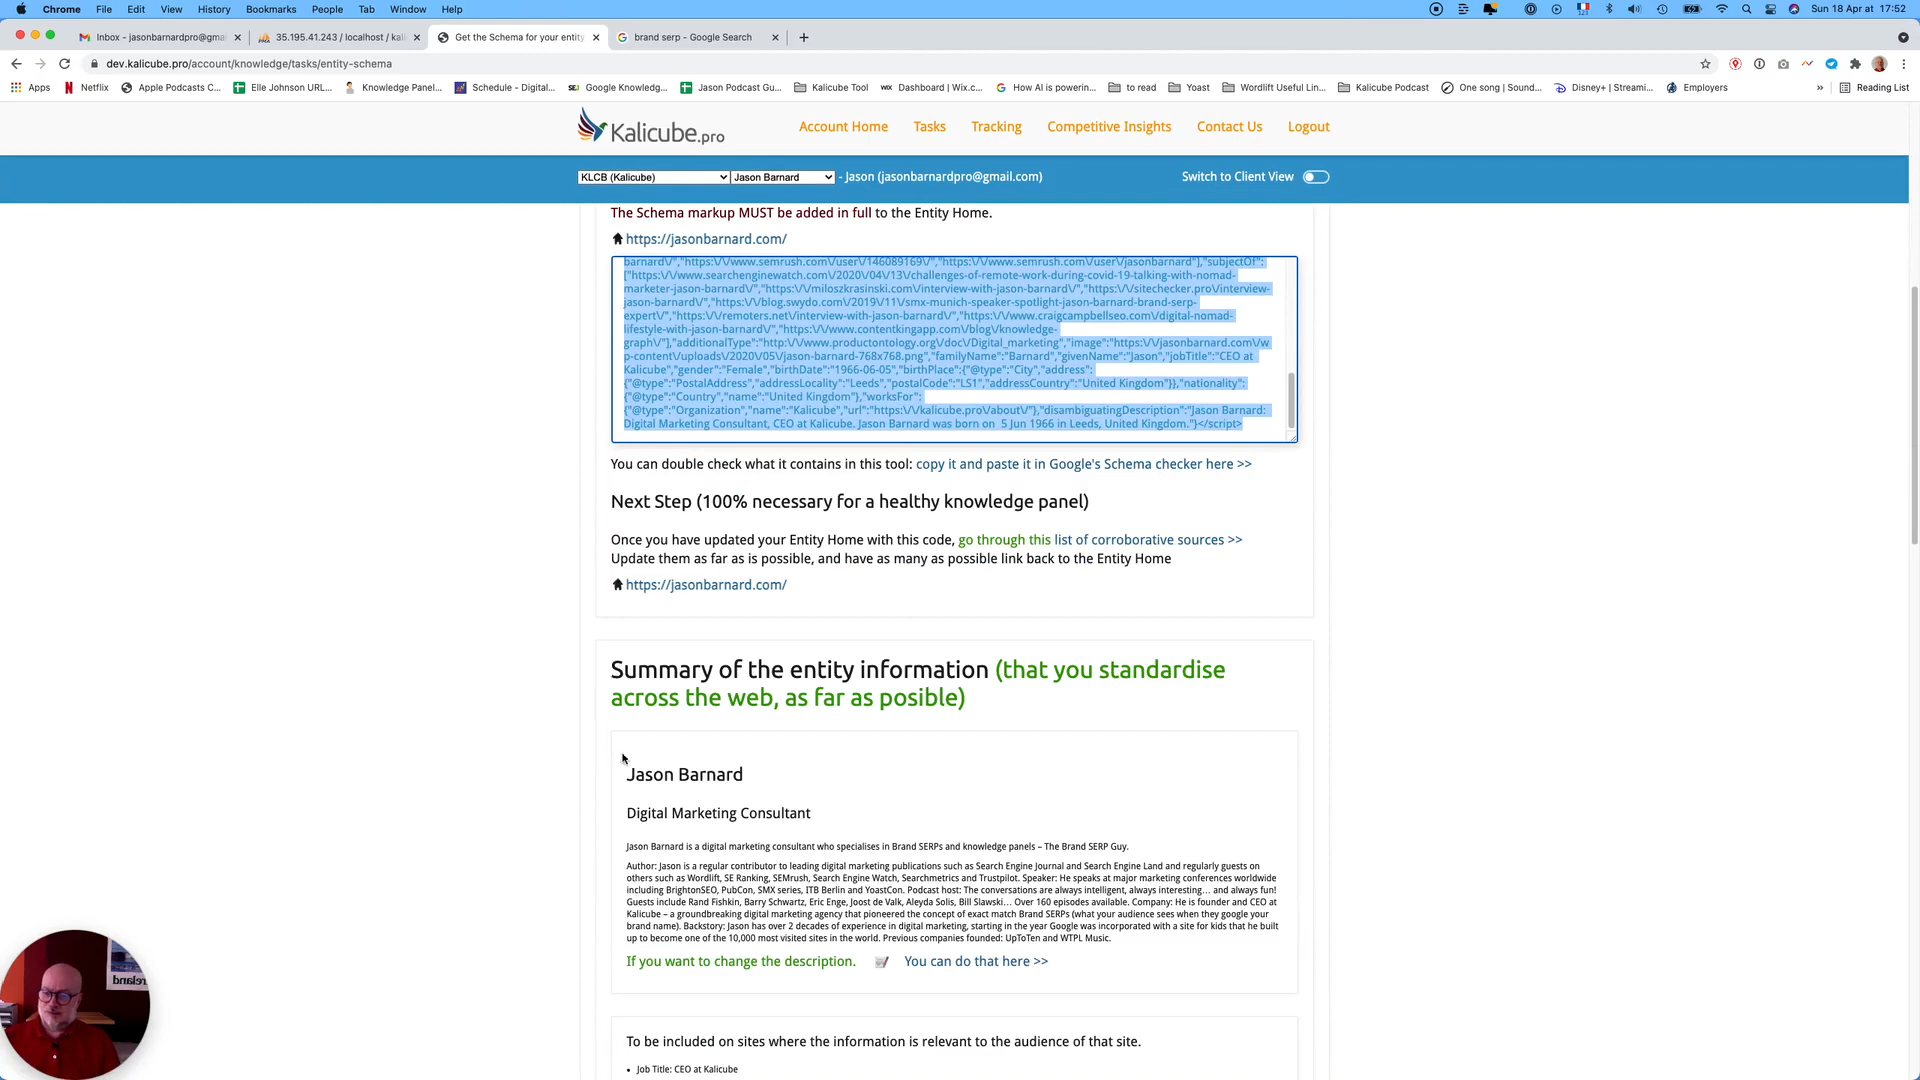 Chrome File Edit View History Bookmarks People Tab Window Help Sun 18 Apr at 17:52
Inbox - jasonbarnardpro@gmai 35.195.41.243 / localhost / kali Get the Schema for your entity brand serp - Google Search
dev.kalicube.pro/account/knowledge/tasks/entity-schema
Apps Netflix Apple Podcasts C... Elle Johnson URL... Knowledge Panel... Schedule - Digital... Google Knowledg... Jason Podcast Gu... Kalicube Tool Dashboard | Wix.c... How AI is powerin... to read Yoast Wordlift Useful Lin... Kalicube Podcast One song | Sound... Disney+ | Streami... Employers » Reading List
Kalicube.pro Account Home Tasks Tracking Competitive Insights Contact Us Logout
KLCB (Kalicube) Jason Barnard - Jason (jasonbarnardpro@gmail.com) Switch to Client View
The Schema markup MUST be added in full to the Entity Home.
https://jasonbarnard.com/
barnard\/","https:\/\/www.semrush.com\/user\/146089169\/","https:\/\/www.semrush.com\/user\/jasonbarnard"],"subjectOf":
["https:\/\/www.searchenginewatch.com\/2020\/04\/13\/challenges-of-remote-work-during-covid-19-talking-with-nomad-
marketer-jason-barnard\/","https:\/\/miloszkrasinski.com\/interview-with-jason-barnard\/","https:\/\/sitechecker.pro\/interview-
jason-barnard\/","https:\/\/blog.swydo.com\/2019\/11\/smx-munich-speaker-spotlight-jason-barnard-brand-serp-
expert\/","https:\/\/remoters.net\/interview-with-jason-barnard\/","https:\/\/www.craigcampbellseo.com\/digital-nomad-
lifestyle-with-jason-barnard\/","https:\/\/www.contentkingapp.com\/blog\/knowledge-
graph\/"],"additionalType":"http:\/\/www.productontology.org\/doc\/Digital_marketing","image":"https:\/\/jasonbarnard.com\/w
p-content\/uploads\/2020\/05\/jason-barnard-768x768.png","familyName":"Barnard","givenName":"Jason","jobTitle":"CEO at
Kalicube","gender":"Female","birthDate":"1966-06-05","birthPlace":{"@type":"City","address":
{"@type":"PostalAddress","addressLocality":"Leeds","postalCode":"LS1","addressCountry":"United Kingdom"}},"nationality":
{"@type":"Country","name":"United Kingdom"},"worksFor":
{"@type":"Organization","name":"Kalicube","url":"https:\/\/kalicube.pro\/about\/"},"disambiguatingDescription":"Jason Barnard:
Digital Marketing Consultant, CEO at Kalicube. Jason Barnard was born on  5 Jun 1966 in Leeds, United Kingdom."}</script>
You can double check what it contains in this tool: copy it and paste it in Google's Schema checker here >>
Next Step (100% necessary for a healthy knowledge panel)
Once you have updated your Entity Home with this code, go through this list of corroborative sources >>
Update them as far as is possible, and have as many as possible link back to the Entity Home
https://jasonbarnard.com/
Summary of the entity information (that you standardise
across the web, as far as posible)
Jason Barnard
Digital Marketing Consultant
Jason Barnard is a digital marketing consultant who specialises in Brand SERPs and knowledge panels – The Brand SERP Guy.
Author: Jason is a regular contributor to leading digital marketing publications such as Search Engine Journal and Search Engine Land and regularly guests on
others such as Wordlift, SE Ranking, SEMrush, Search Engine Watch, Searchmetrics and Trustpilot. Speaker: He speaks at major marketing conferences worldwide
including BrightonSEO, PubCon, SMX series, ITB Berlin and YoastCon. Podcast host: The conversations are always intelligent, always interesting… and always fun!
Guests include Rand Fishkin, Barry Schwartz, Eric Enge, Joost de Valk, Aleyda Solis, Bill Slawski… Over 160 episodes available. Company: He is founder and CEO at
Kalicube – a groundbreaking digital marketing agency that pioneered the concept of exact match Brand SERPs (what your audience sees when they google your
brand name). Backstory: Jason has over 2 decades of experience in digital marketing, starting in the year Google was incorporated with a site for kids that he built
up to become one of the 10,000 most visited sites in the world. Previous companies founded: UpToTen and WTPL Music.
If you want to change the description. You can do that here >>
To be included on sites where the information is relevant to the audience of that site.
• Job Title: CEO at Kalicube